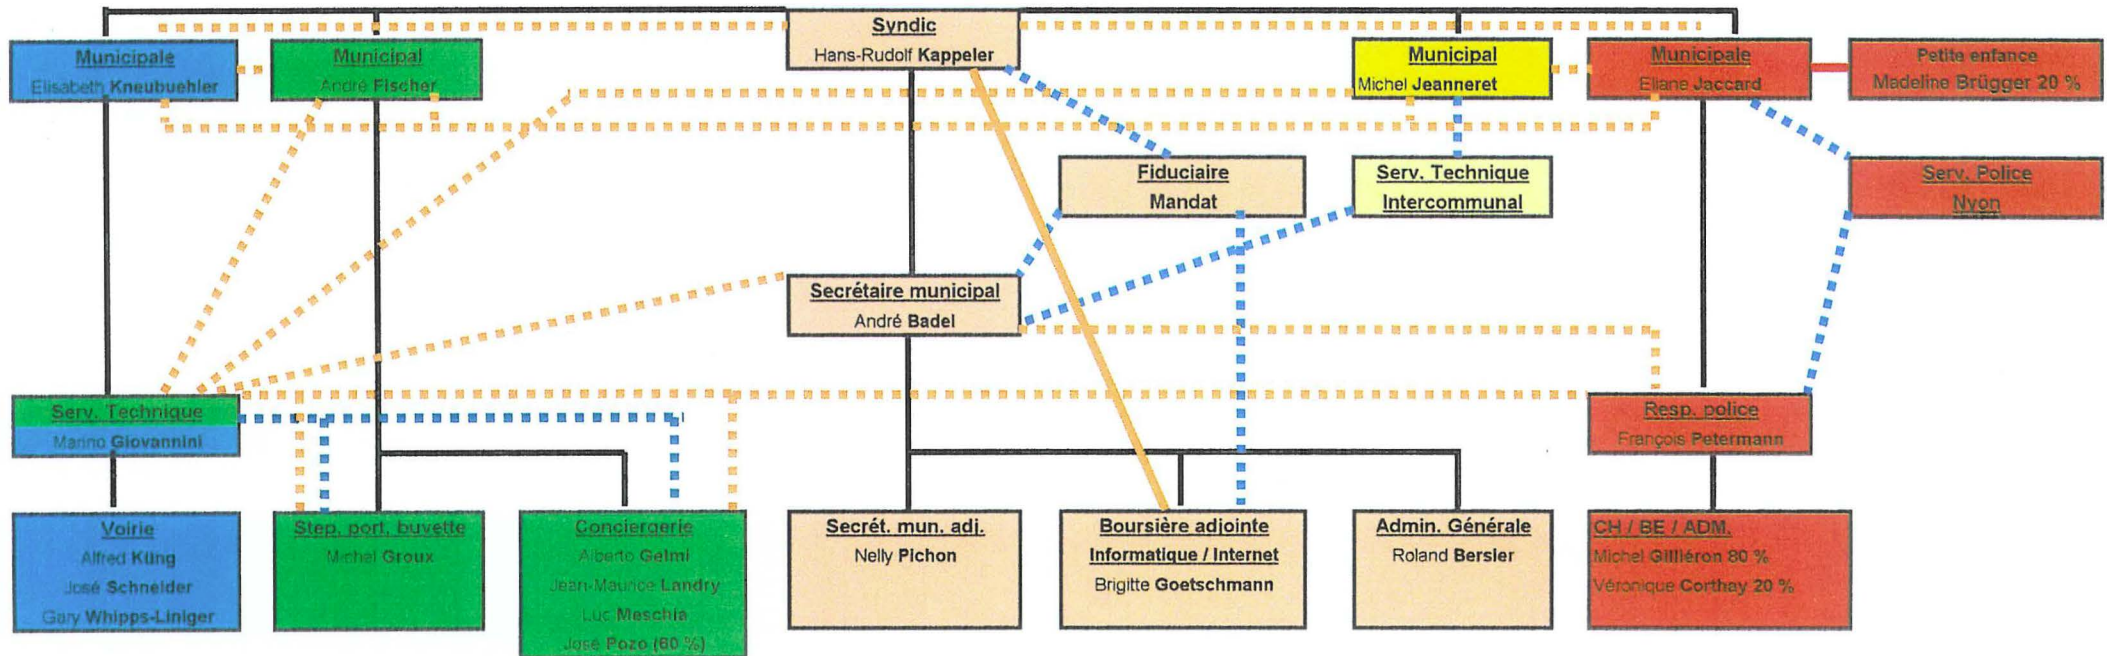 Syndic
Hans-Rudolf Kappeler
Municipale
Elisabeth Kneubuehler
Municipal
André Fischer
Municipal
Michel Jeanneret
Municipale
Eliane Jaccard
Petite enfance
Madeline Brügger 20 %
Fiduciaire
Mandat
Serv. Technique
Intercommunal
Serv. Police
Nyon
Secrétaire municipal
André Badel
Serv. Technique
Marino Giovannini
Resp. police
François Petermann
Voirie
Alfred Küng
José Schneider
Gary Whipps-Liniger
Step, port, buvette
Michel Groux
Conciergerie
Alberto Gelmi
Jean-Maurice Landry
Luc Meschia
José Pozo (60 %)
Secrét. mun. adj.
Nelly Pichon
Boursière adjointe
Informatique / Internet
Brigitte Goetschmann
Admin. Générale
Roland Bersier
CH / BE / ADM.
Michel Gilliéron 80 %
Véronique Corthay 20 %